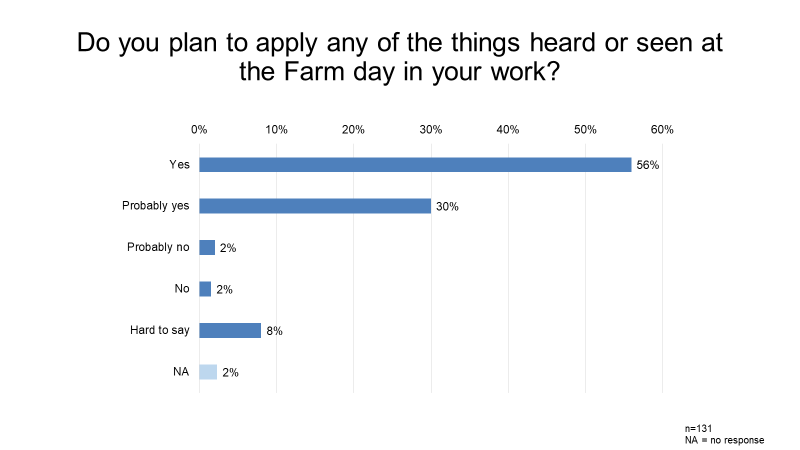 Do you plan to apply any of the things heard or seen at
the Farm day in your work?
0% 10% 20% 30% 40% 50% 60%
Yes 56%
Probably yes 30%
Probably no 2%
No 2%
Hard to say 8%
NA 2%
n=131
NA = no response